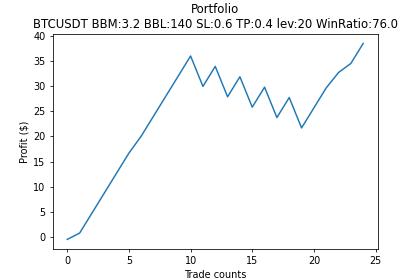 Portfolio
BTCUSDT BBM:3.2 BBL:140 SL:0.6 TP:0.4 lev:20 WinRatio:76.0
40
35
30
25
20
15
10
5
0
Profit ($)
0 5 10 15 20 25
Trade counts